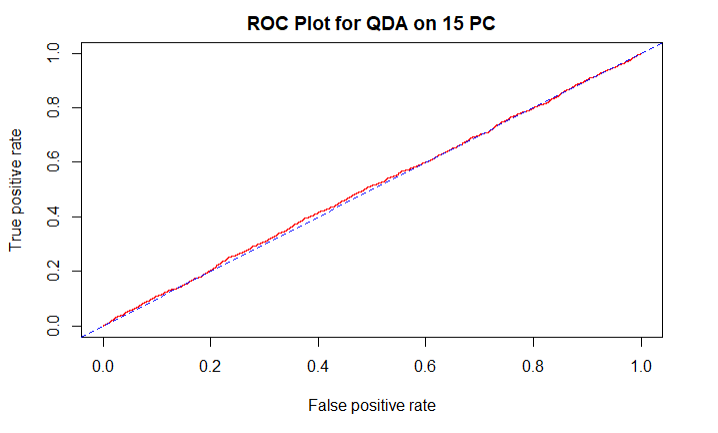 ROC Plot for QDA on 15 PC
True positive rate
1.0
0.8
0.6
0.4
0.2
0.0
0.0 0.2 0.4 0.6 0.8 1.0
False positive rate